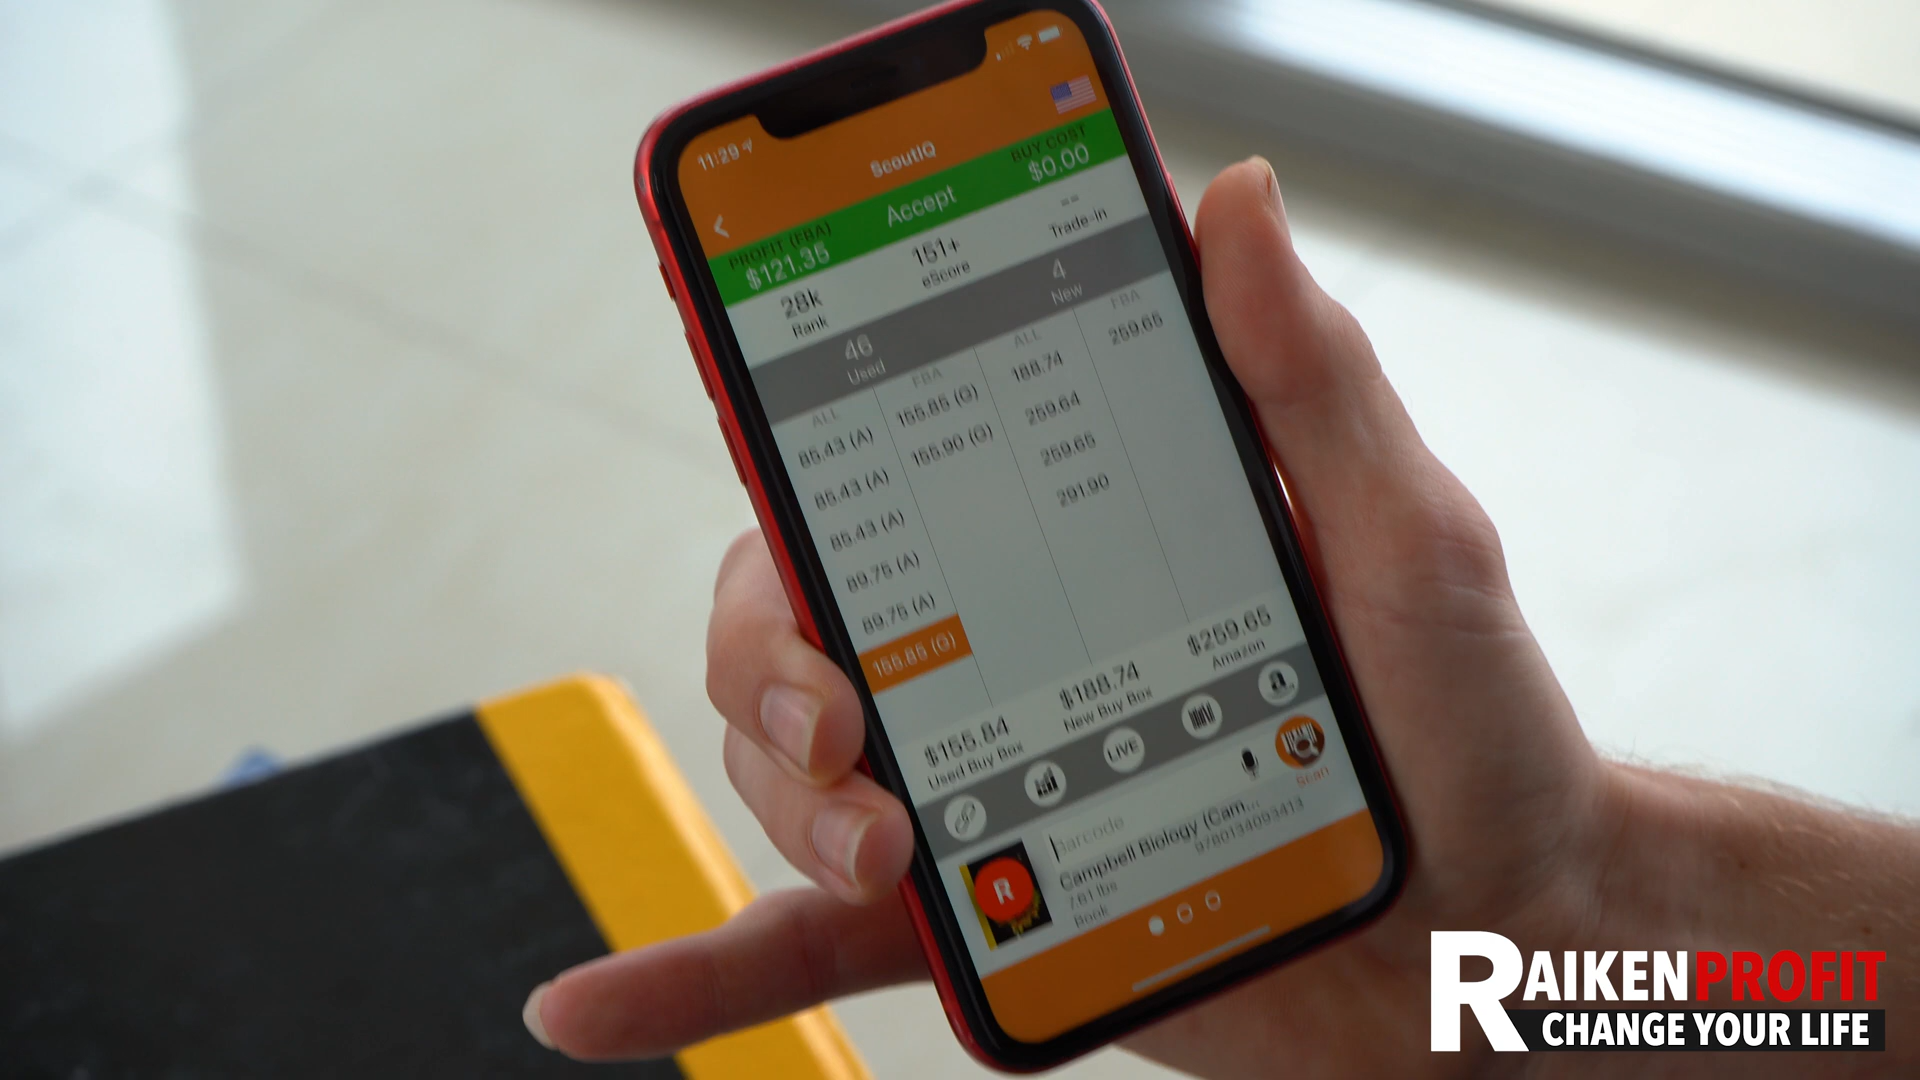 11:29
ScoutIQ
PROFIT (FBA)
$121.35
Accept
BUY COST
$0.00
28k
Rank
151+
eScore
--
Trade-in
46
Used
4
New
ALL
85.43 (A)
85.43 (A)
85.43 (A)
89.75 (A)
89.75 (A)
155.85 (G)
FBA
155.85 (G)
155.90 (G)
ALL
188.74
259.64
259.65
291.90
FBA
259.65
$155.84
Used Buy Box
$188.74
New Buy Box
$259.65
Amazon
LIVE
a
Barcode
Scan
R
Campbell Biology (Cam...
7.61 lbs
9780134093413
Book
RAIKENPROFIT
CHANGE YOUR LIFE